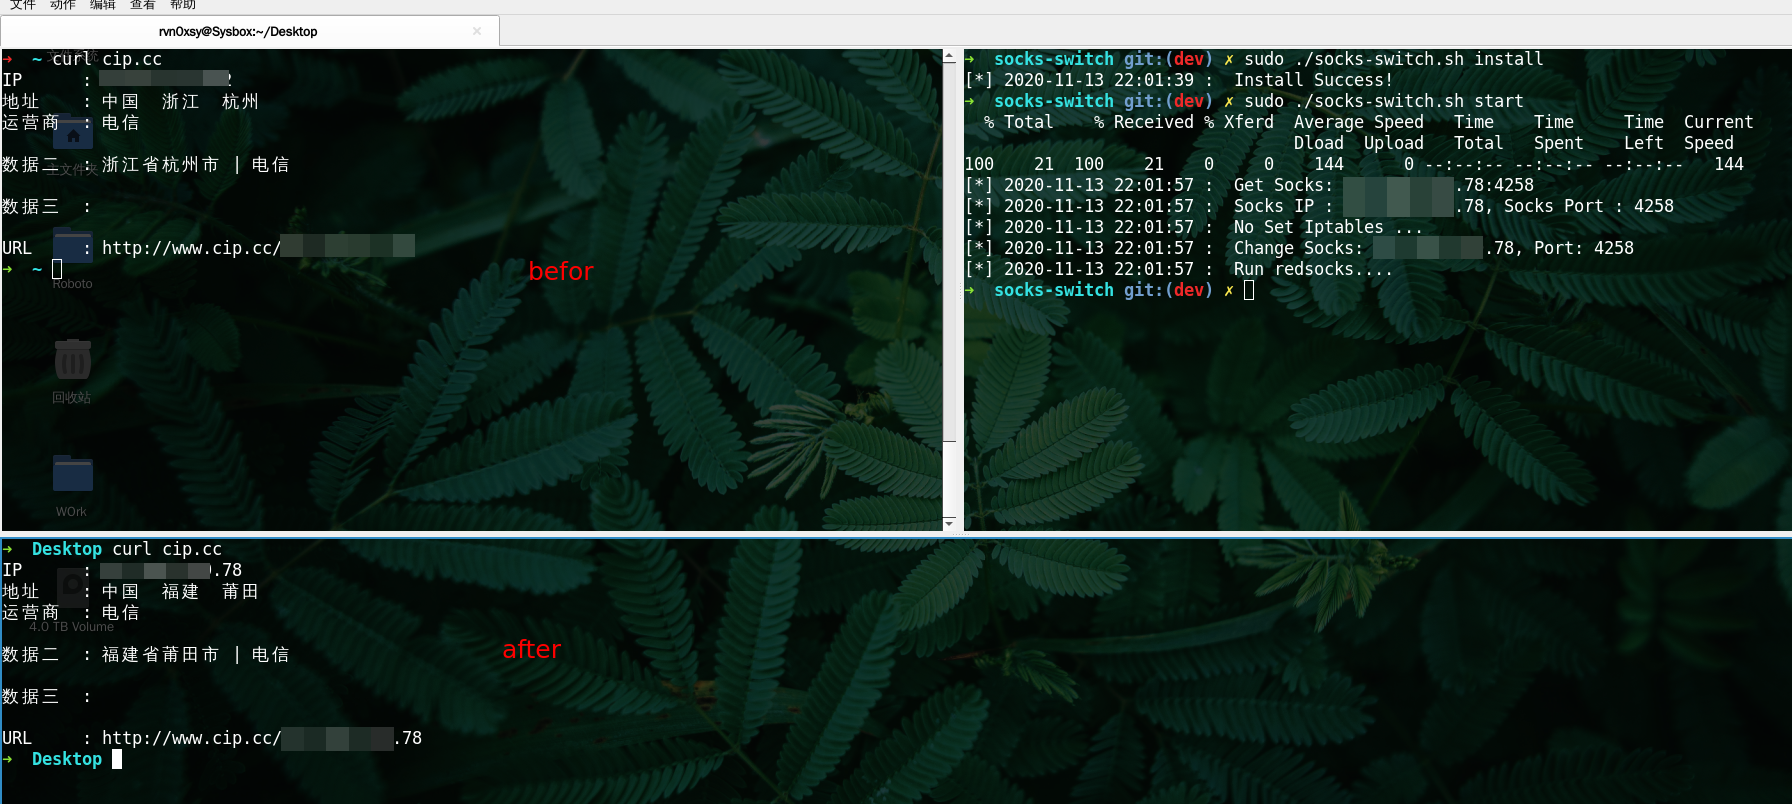 文件 动作 编辑 查看 帮助
rvn0xsy@Sysbox:~/Desktop ×
➜ ~ curl cip.cc
IP :
地址 : 中国 浙江 杭州
运营商 : 电信
数据二 : 浙江省杭州市 | 电信
数据三 :
URL : http://www.cip.cc/
➜ ~
文件系统
主文件夹
Roboto
回收站
WOrk
befor
➜ socks-switch git:(dev) ✗ sudo ./socks-switch.sh install
[*] 2020-11-13 22:01:39 : Install Success!
➜ socks-switch git:(dev) ✗ sudo ./socks-switch.sh start
% Total % Received % Xferd Average Speed Time Time Time Current
Dload Upload Total Spent Left Speed
100 21 100 21 0 0 144 0 --:--:-- --:--:-- --:--:-- 144
[*] 2020-11-13 22:01:57 : Get Socks: .78:4258
[*] 2020-11-13 22:01:57 : Socks IP : .78, Socks Port : 4258
[*] 2020-11-13 22:01:57 : No Set Iptables ...
[*] 2020-11-13 22:01:57 : Change Socks: .78, Port: 4258
[*] 2020-11-13 22:01:57 : Run redsocks....
➜ socks-switch git:(dev) ✗
➜ Desktop curl cip.cc
IP : .78
地址 : 中国 福建 莆田
运营商 : 电信
4.0 TB Volume
数据二 : 福建省莆田市 | 电信
数据三 :
URL : http://www.cip.cc/ .78
➜ Desktop
after